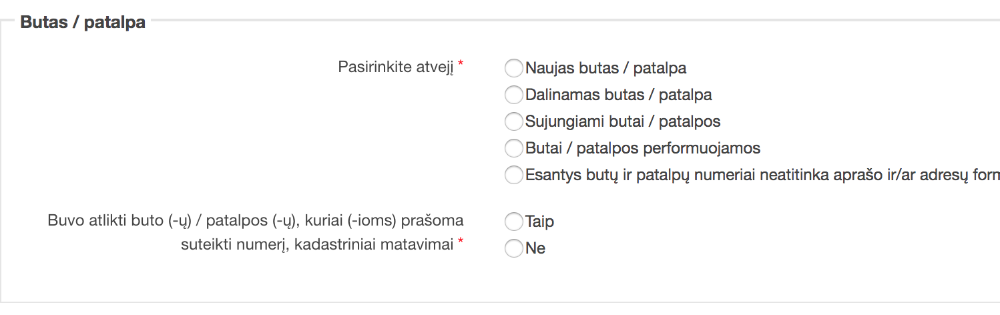 Butas / patalpa
Pasirinkite atvejį *
Naujas butas / patalpa
Dalinamas butas / patalpa
Sujungiami butai / patalpos
Butai / patalpos performuojamos
Esantys butų ir patalpų numeriai neatitinka aprašo ir/ar adresų
Buvo atlikti buto (-ų) / patalpos (-ų), kuriai (-ioms) prašoma
suteikti numerį, kadastriniai matavimai *
Taip
Ne